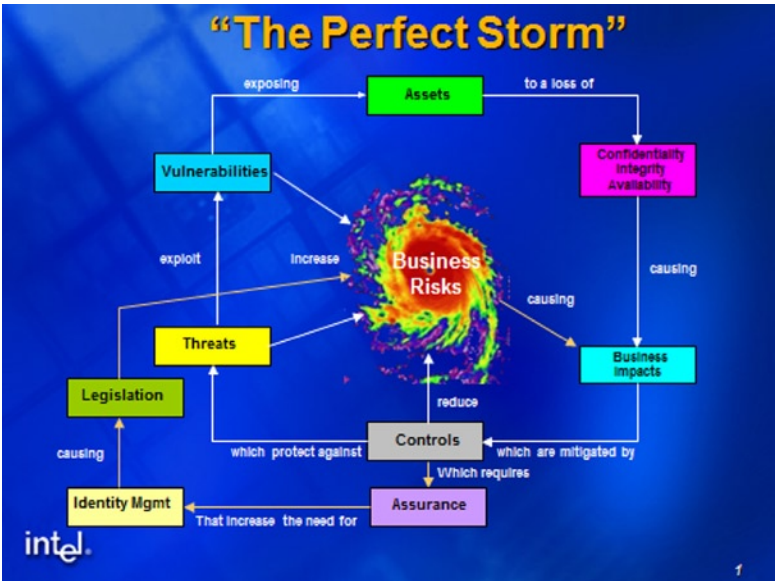 “The Perfect Storm”
exposing
Assets
to a loss of
Vulnerabilities
Confidentiality
Integrity
Availability
exploit
increase
Business
Risks
causing
causing
Threats
Business
Impacts
Legislation
reduce
Controls
which protect against
which are mitigated by
causing
Which requires
Identity Mgmt
Assurance
That increase the need for
intel.
1